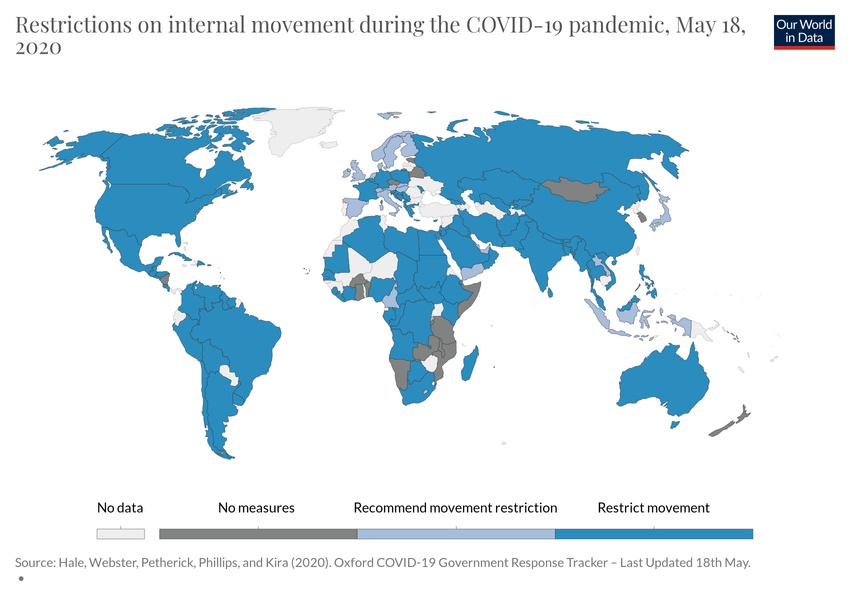 Restrictions on internal movement during the COVID-19 pandemic, May 18,
2020
Our World
in Data
No data
No measures
Recommend movement restriction
Restrict movement
Source: Hale, Webster, Petherick, Phillips, and Kira (2020). Oxford COVID-19 Government Response Tracker – Last Updated 18th May.
•